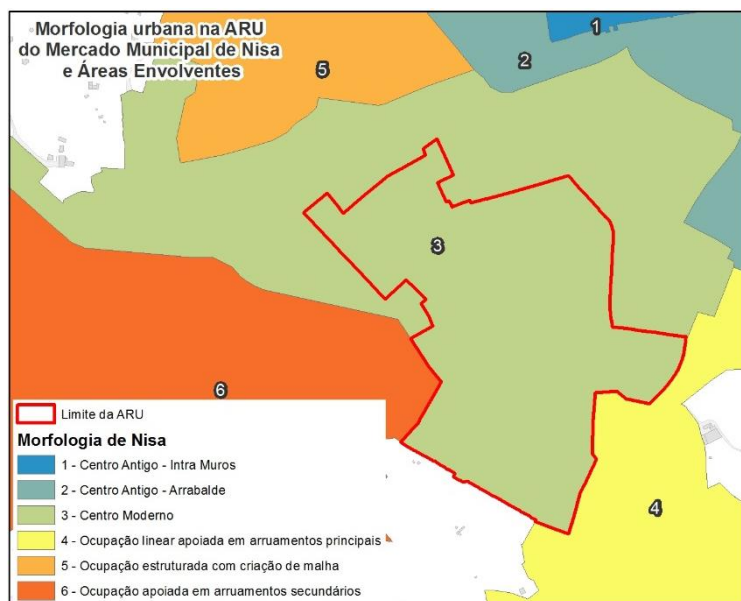 Morfologia urbana na ARU
do Mercado Municipal de Nisa
e Áreas Envolventes
1
2
5
3
6
4
Limite da ARU
Morfologia de Nisa
1 - Centro Antigo - Intra Muros
2 - Centro Antigo - Arrabalde
3 - Centro Moderno
4 - Ocupação linear apoiada em arruamentos principais
5 - Ocupação estruturada com criação de malha
6 - Ocupação apoiada em arruamentos secundários